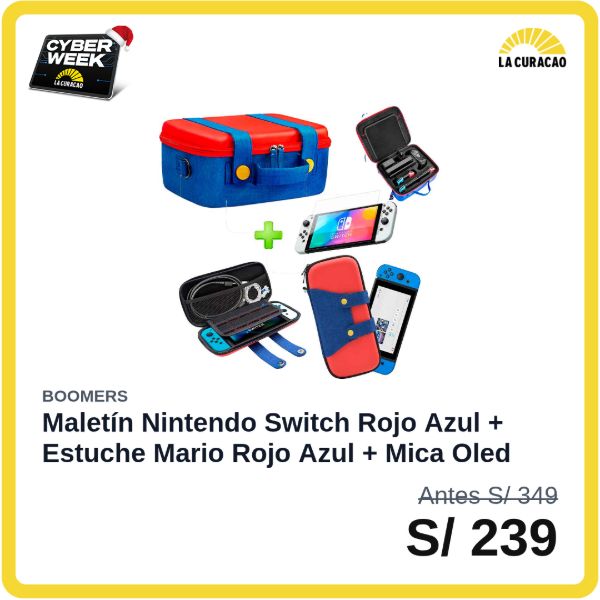 CYBER
WEEK
LA CURACAO
LA CURACAO
BOOMERS
Maletín Nintendo Switch Rojo Azul +
Estuche Mario Rojo Azul + Mica Oled
Antes S/ 349
S/ 239